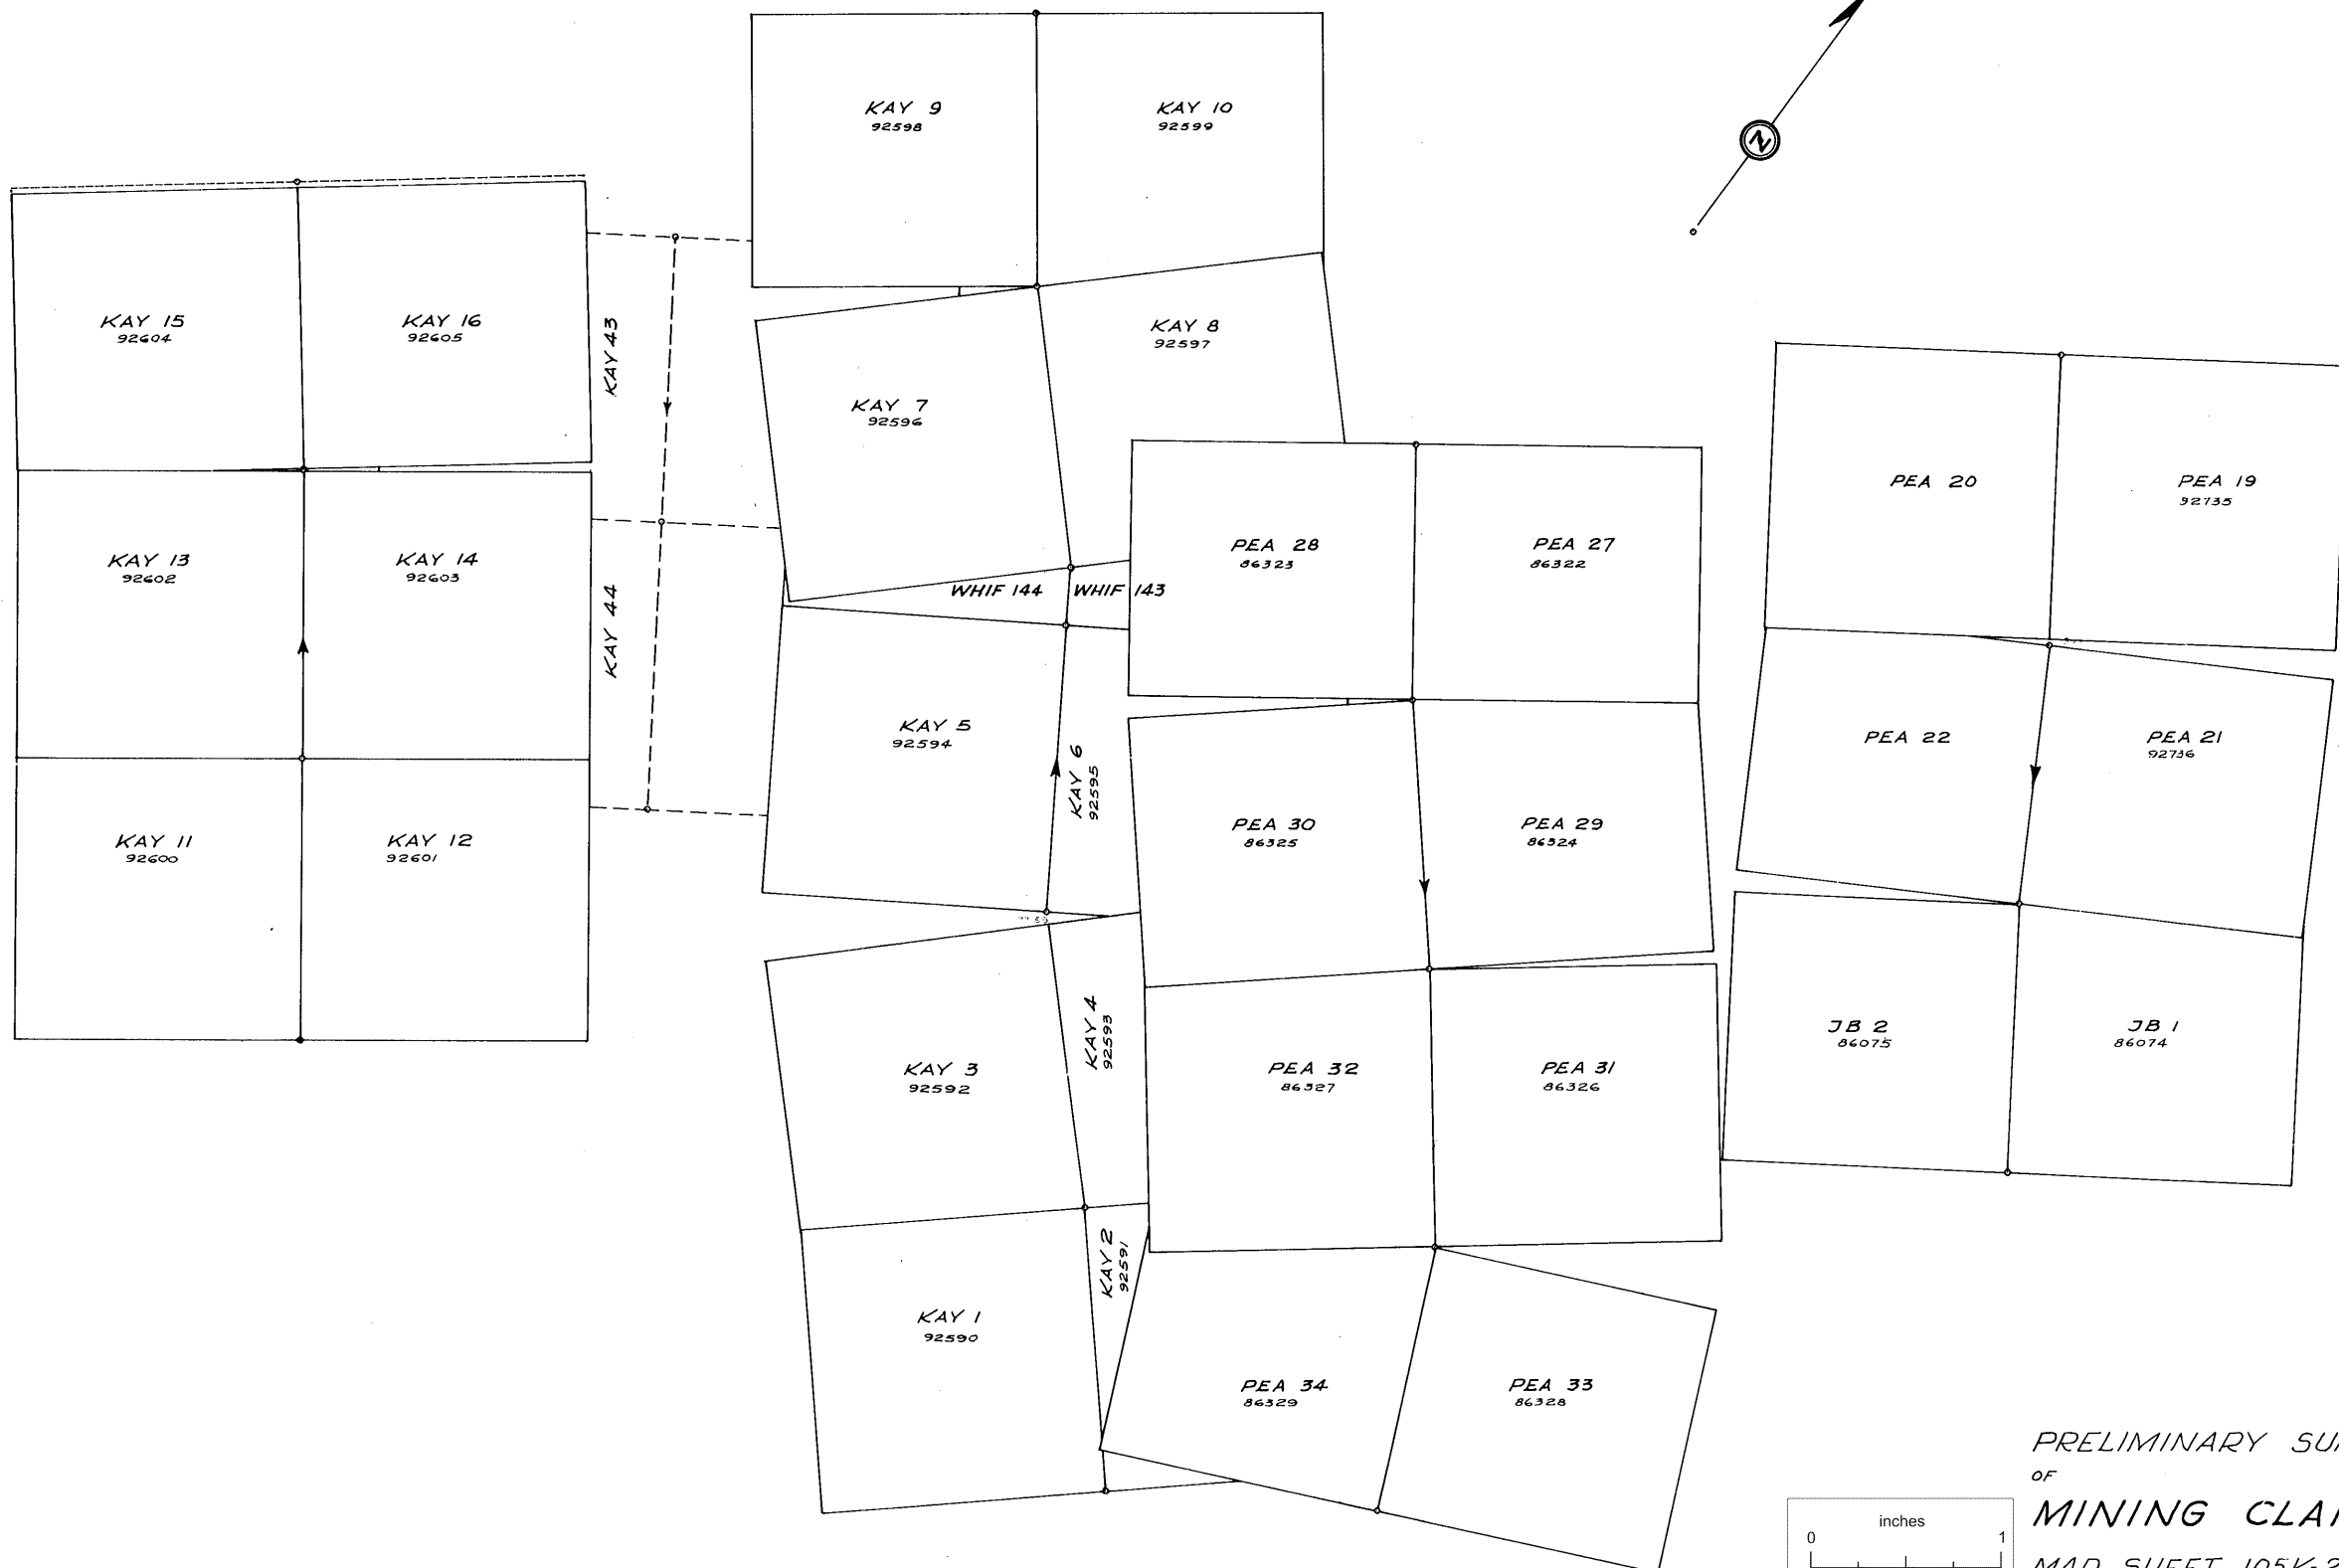 KAY 9
92598
KAY 10
92599
N
KAY 15
92604
KAY 16
92605
KAY 43
KAY 7
92596
KAY 8
92597
KAY 13
92602
KAY 14
92603
KAY 44
WHIF 144
WHIF 143
PEA 28
86323
PEA 27
86322
PEA 20
PEA 19
92735
KAY 11
92600
KAY 12
92601
KAY 5
92594
KAY 6
92595
PEA 30
86325
PEA 29
86324
PEA 22
PEA 21
92736
KAY 3
92592
KAY 4
92593
PEA 32
86327
PEA 31
86326
JB 2
86075
JB 1
86074
KAY 1
92590
KAY 2
92591
PEA 34
86329
PEA 33
86328
PRELIMINARY
OF
MINING
MAP SHEET 105K-2
inches
0 1